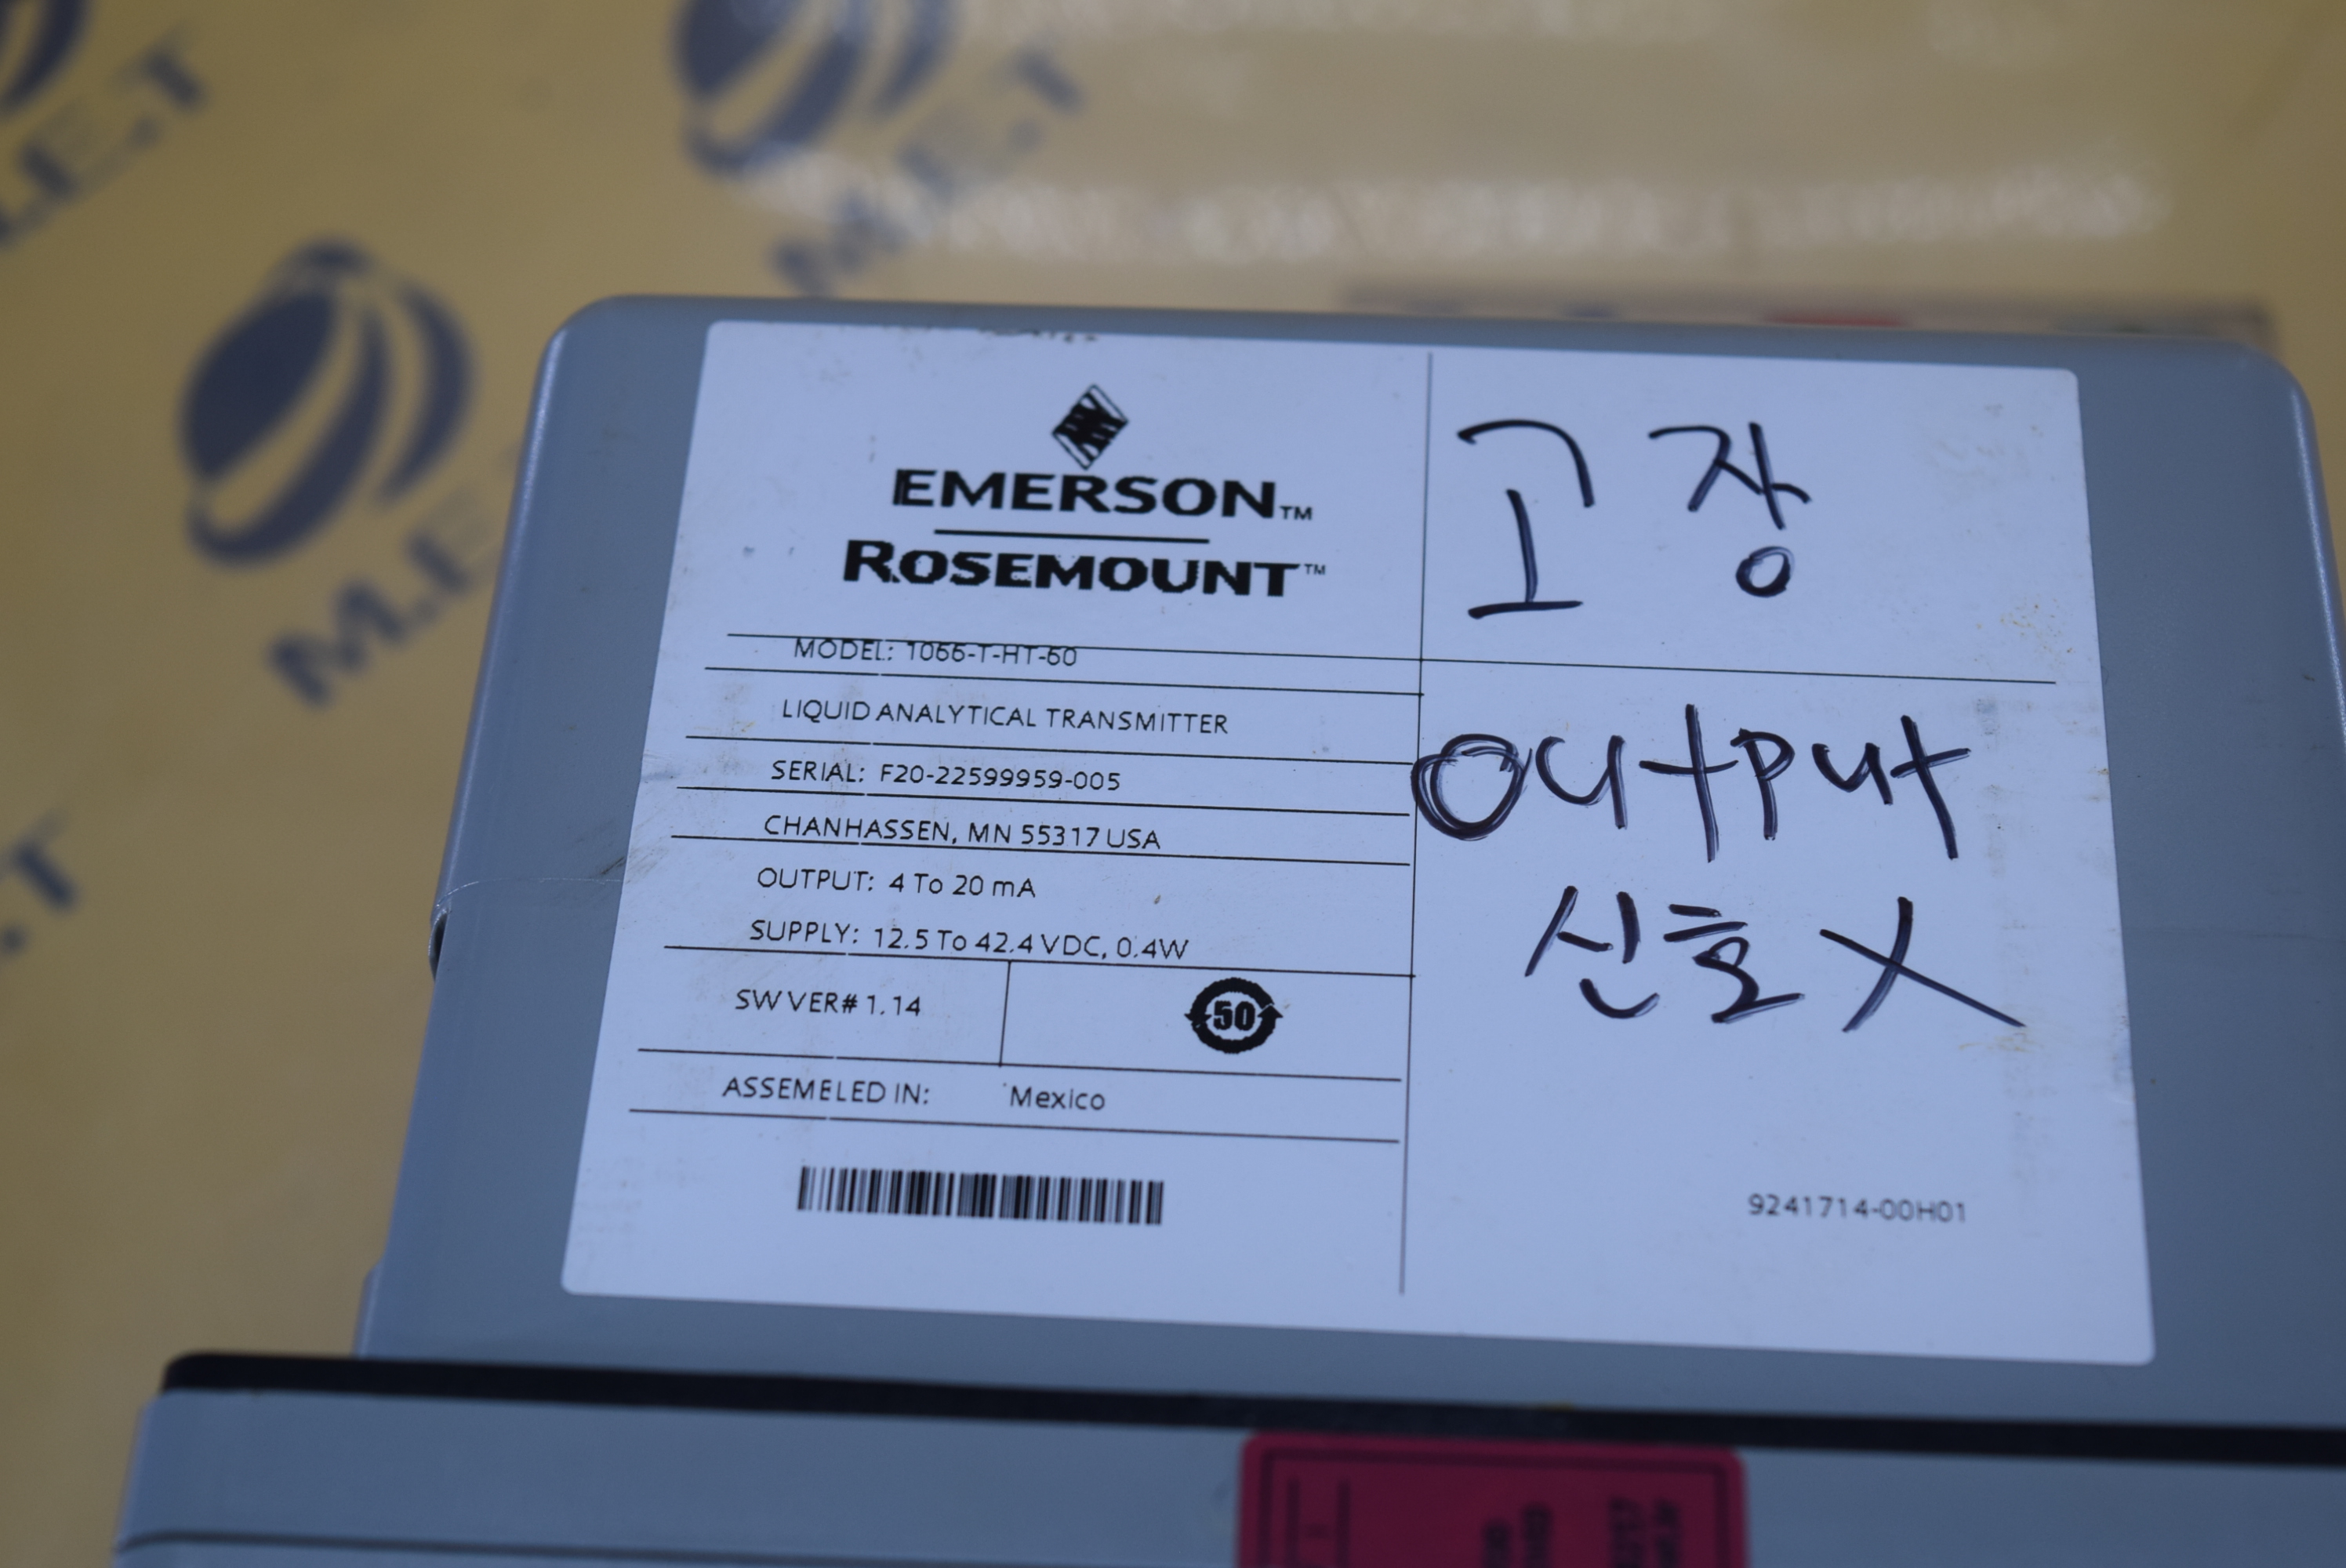 EMERSON™
ROSEMOUNT™
MODEL: 1066-T-HT-60
LIQUID ANALYTICAL TRANSMITTER
SERIAL: F20-22599959-005
CHANHASSEN, MN 55317 USA
OUTPUT: 4 To 20 mA
SUPPLY: 12.5 To 42.4 VDC, 0.4W
SW VER# 1.14
50
ASSEMBLED IN: Mexico
고장
output
신호 X
9241714-00H01
M.E.T
M.E.T